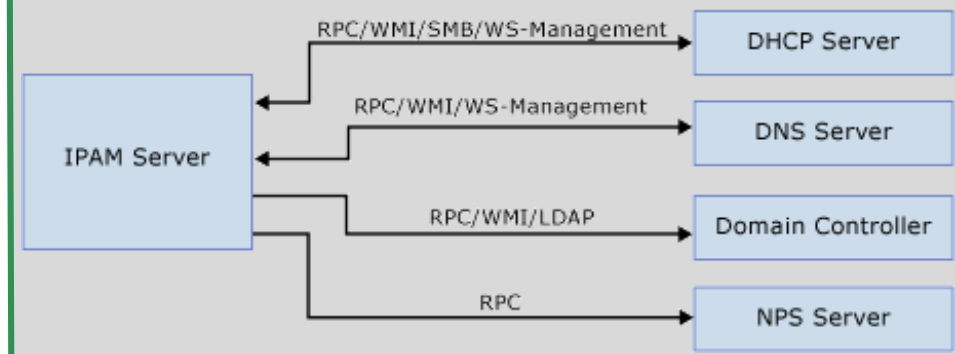 RPC/WMI/SMB/WS-Management
DHCP Server
RPC/WMI/WS-Management
DNS Server
IPAM Server
RPC/WMI/LDAP
Domain Controller
RPC
NPS Server